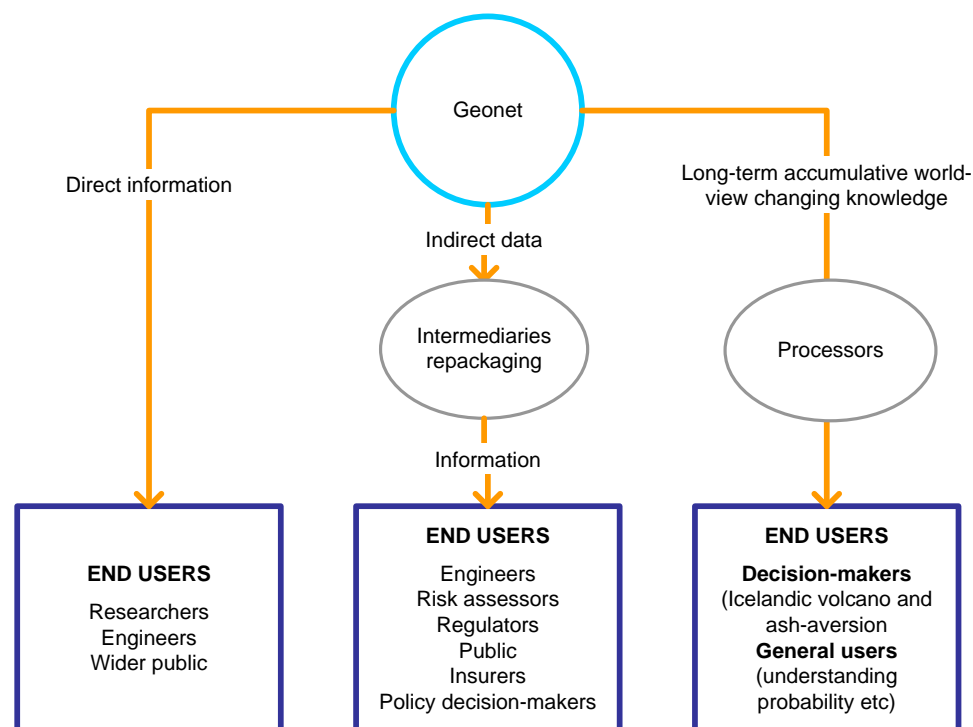 Geonet
Direct information
Long-term accumulative world-
view changing knowledge
Indirect data
Intermediaries
repackaging
Processors
Information
END USERS
Researchers
Engineers
Wider public
END USERS
Engineers
Risk assessors
Regulators
Public
Insurers
Policy decision-makers
END USERS
Decision-makers
(Icelandic volcano and
ash-aversion
General users
(understanding
probability etc)